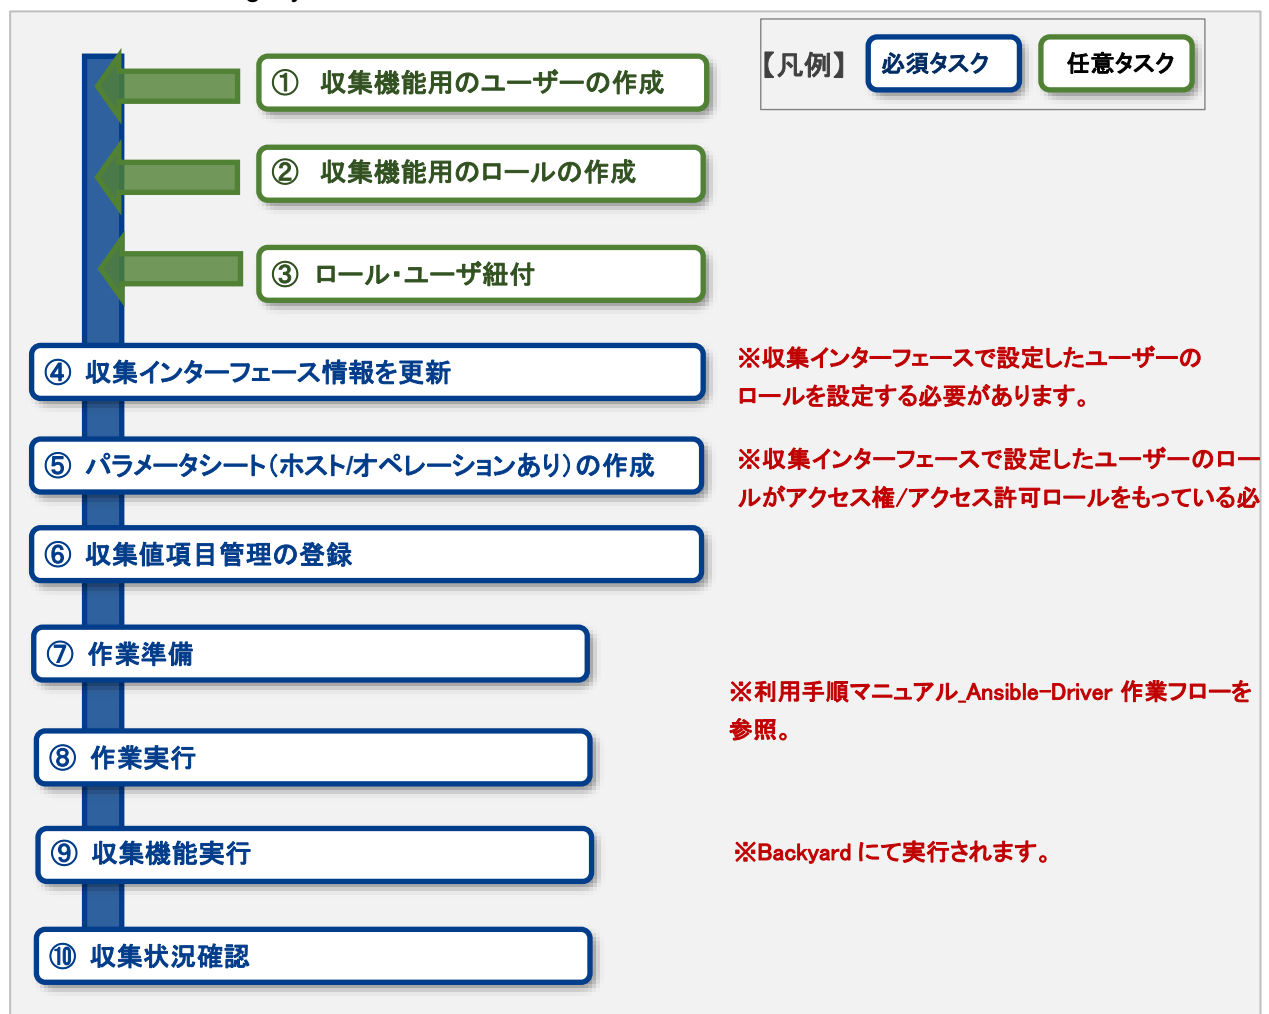 【凡例】 必須タスク 任意タスク
① 収集機能用のユーザーの作成
② 収集機能用のロールの作成
③ ロール・ユーザ紐付
④ 収集インターフェース情報を更新
※収集インターフェースで設定したユーザーの
ロールを設定する必要があります。
⑤ パラメータシート(ホスト/オペレーションあり)の作成
※収集インターフェースで設定したユーザーのロー
ルがアクセス権/アクセス許可ロールをもっている必
⑥ 収集値項目管理の登録
⑦ 作業準備
※利用手順マニュアル_Ansible-Driver 作業フローを
参照。
⑧ 作業実行
⑨ 収集機能実行
※Backyard にて実行されます。
⑩ 収集状況確認